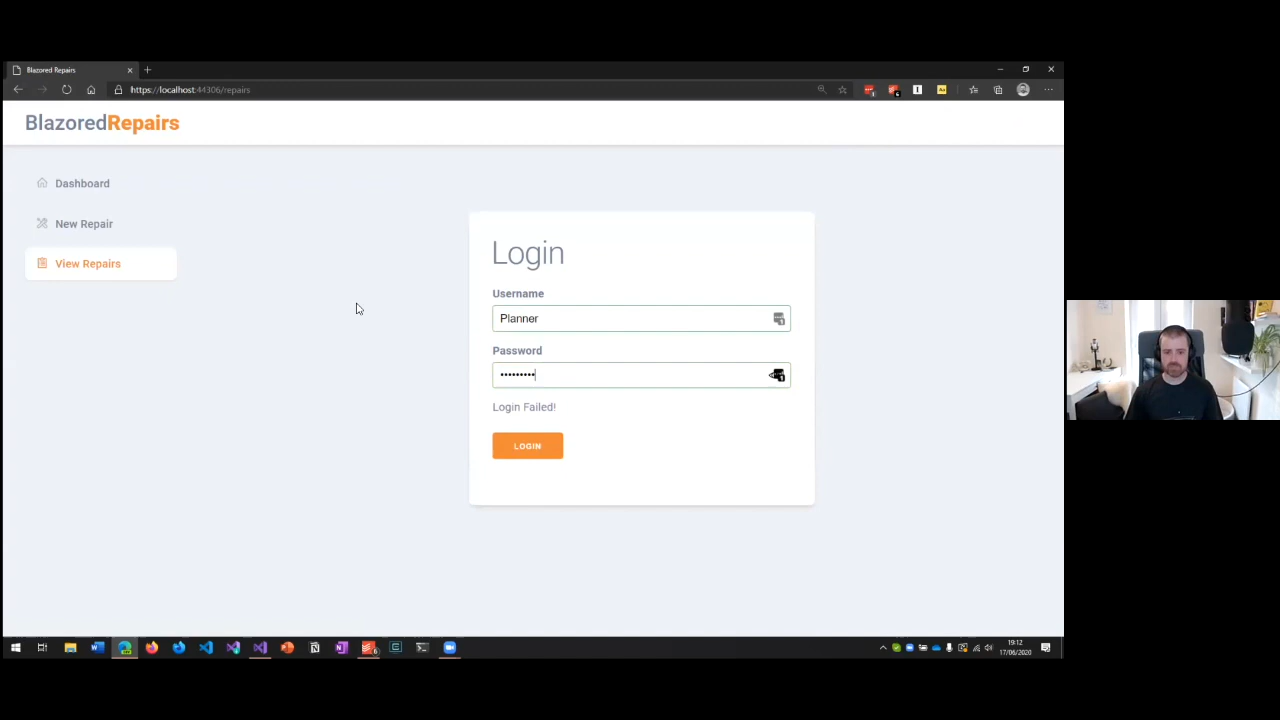 Blazored Repairs
https://localhost:44306/repairs
BlazoredRepairs
Dashboard
New Repair
View Repairs
Login
Username
Planner
Password
•••••••••
Login Failed!
LOGIN
19:12
17/06/2020